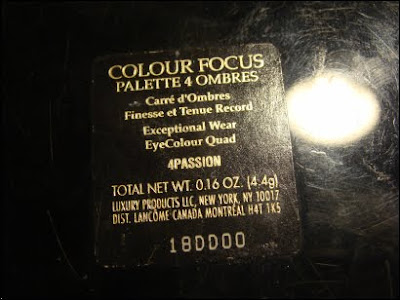 COLOUR FOCUS
PALETTE 4 OMBRES
Carré d'Ombres
Finesse et Tenue Record
Exceptional Wear
EyeColour Quad
4PASSION
TOTAL NET WT. 0.16 OZ. (4.4g)
LUXURY PRODUCTS LLC, NEW YORK, NY 10017
DIST. LANCÔME CANADA MONTRÉAL H4T 1K5
18DD00